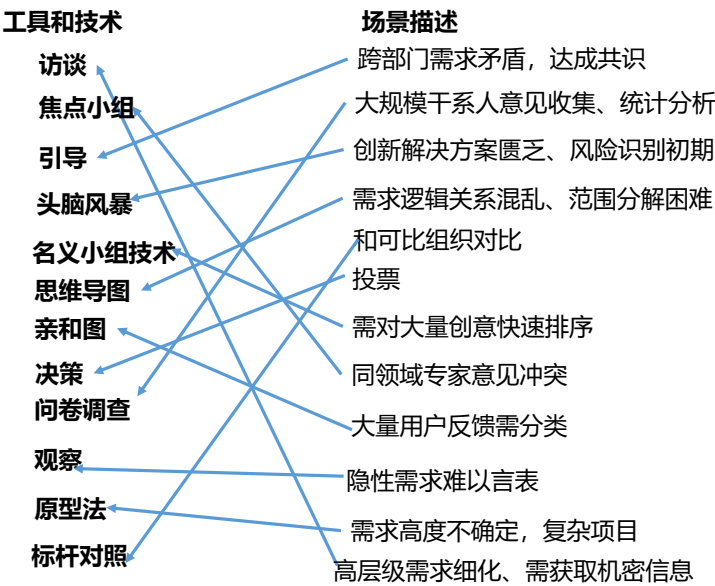 工具和技术
场景描述
访谈
跨部门需求矛盾，达成共识
焦点小组
大规模干系人意见收集、统计分析
引导
创新解决方案匮乏、风险识别初期
头脑风暴
需求逻辑关系混乱、范围分解困难
名义小组技术
和可比组织对比
思维导图
投票
亲和图
需对大量创意快速排序
决策
同领域专家意见冲突
问卷调查
大量用户反馈需分类
观察
隐性需求难以言表
原型法
需求高度不确定，复杂项目
标杆对照
高层级需求细化、需获取机密信息